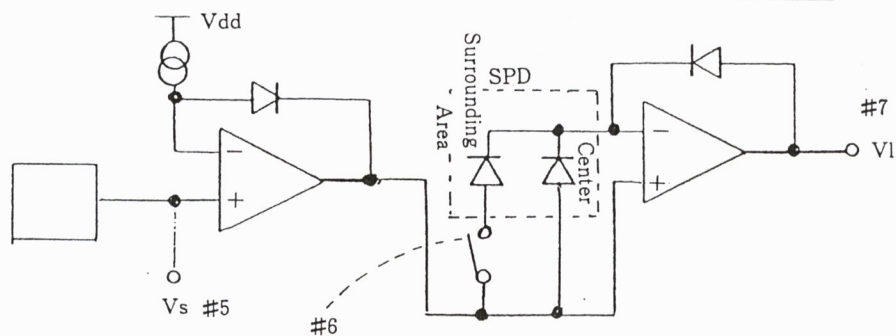 Vdd
−
+
Vs #5
#6
Surrounding
Area
SPD
Center
−
+
#7
Vl